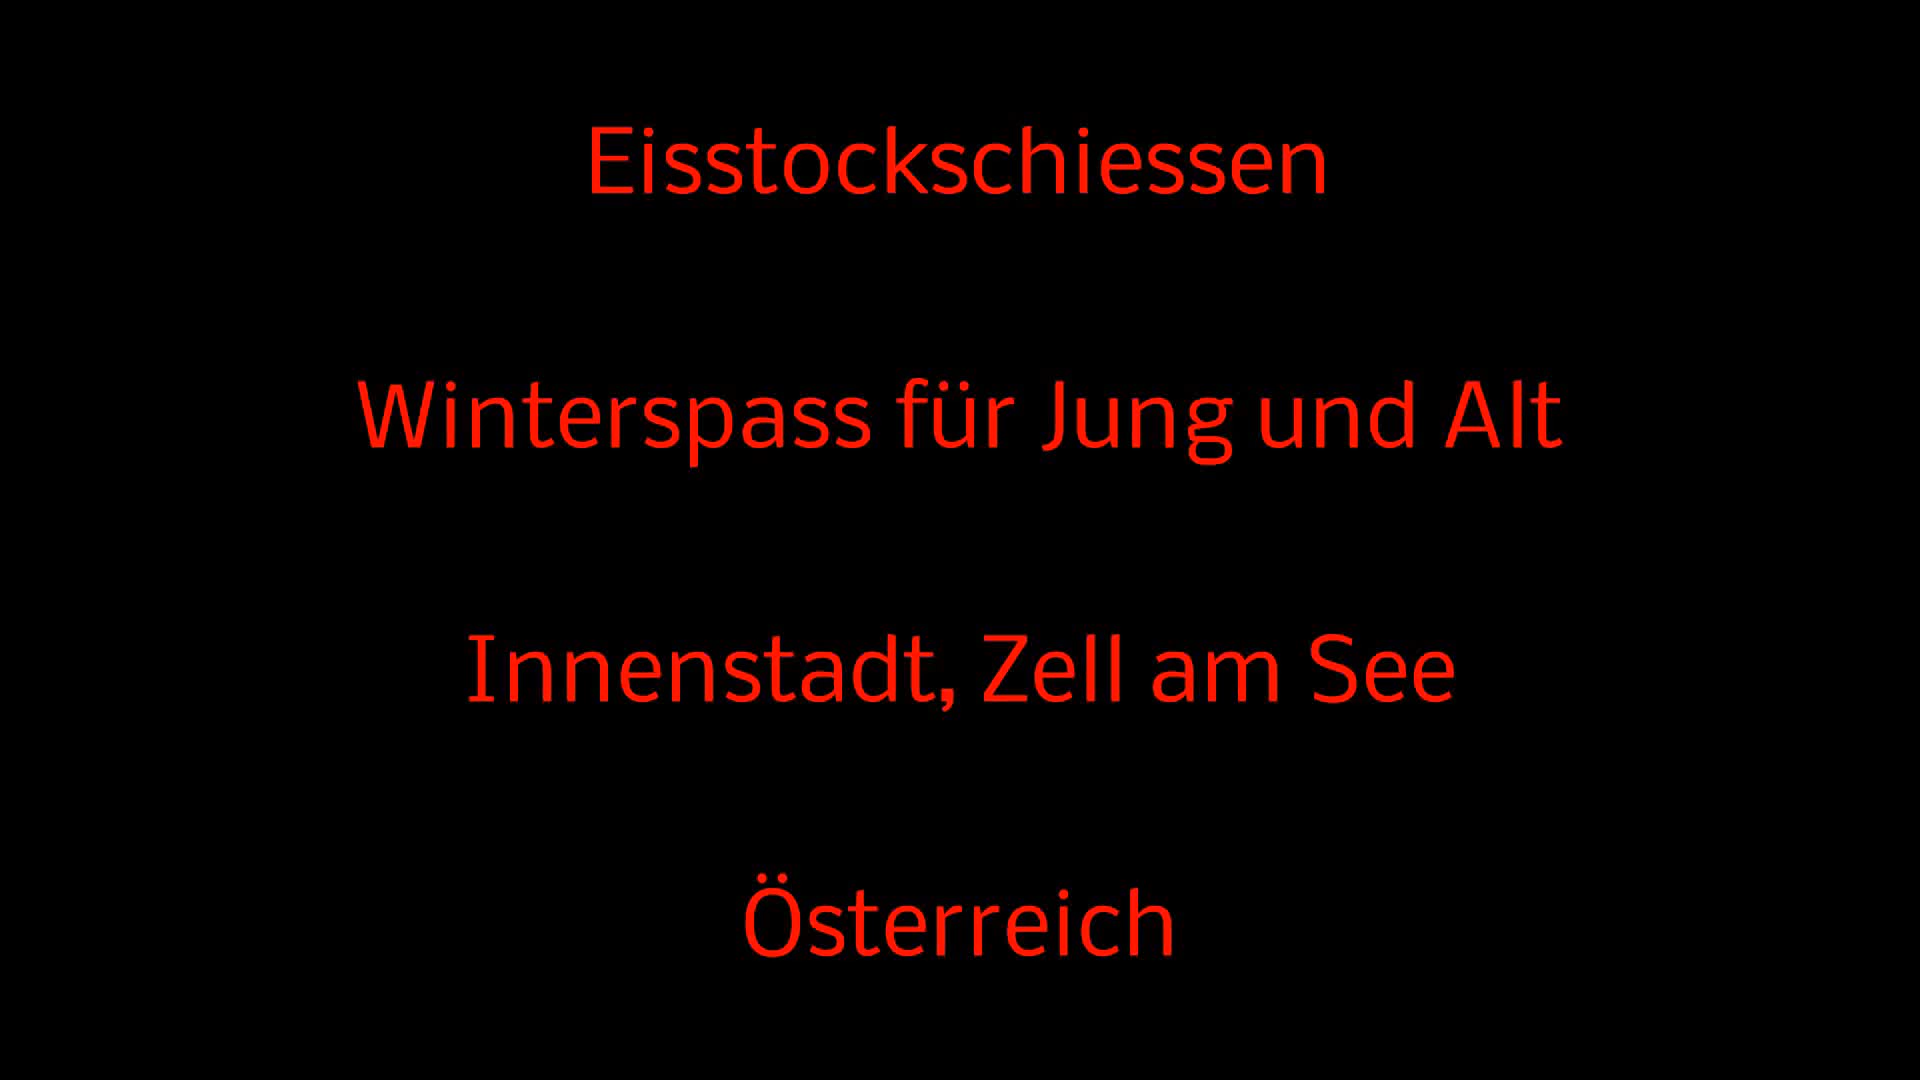 Eisstockschiessen
Winterspass für Jung und Alt
Innenstadt, Zell am See
Österreich